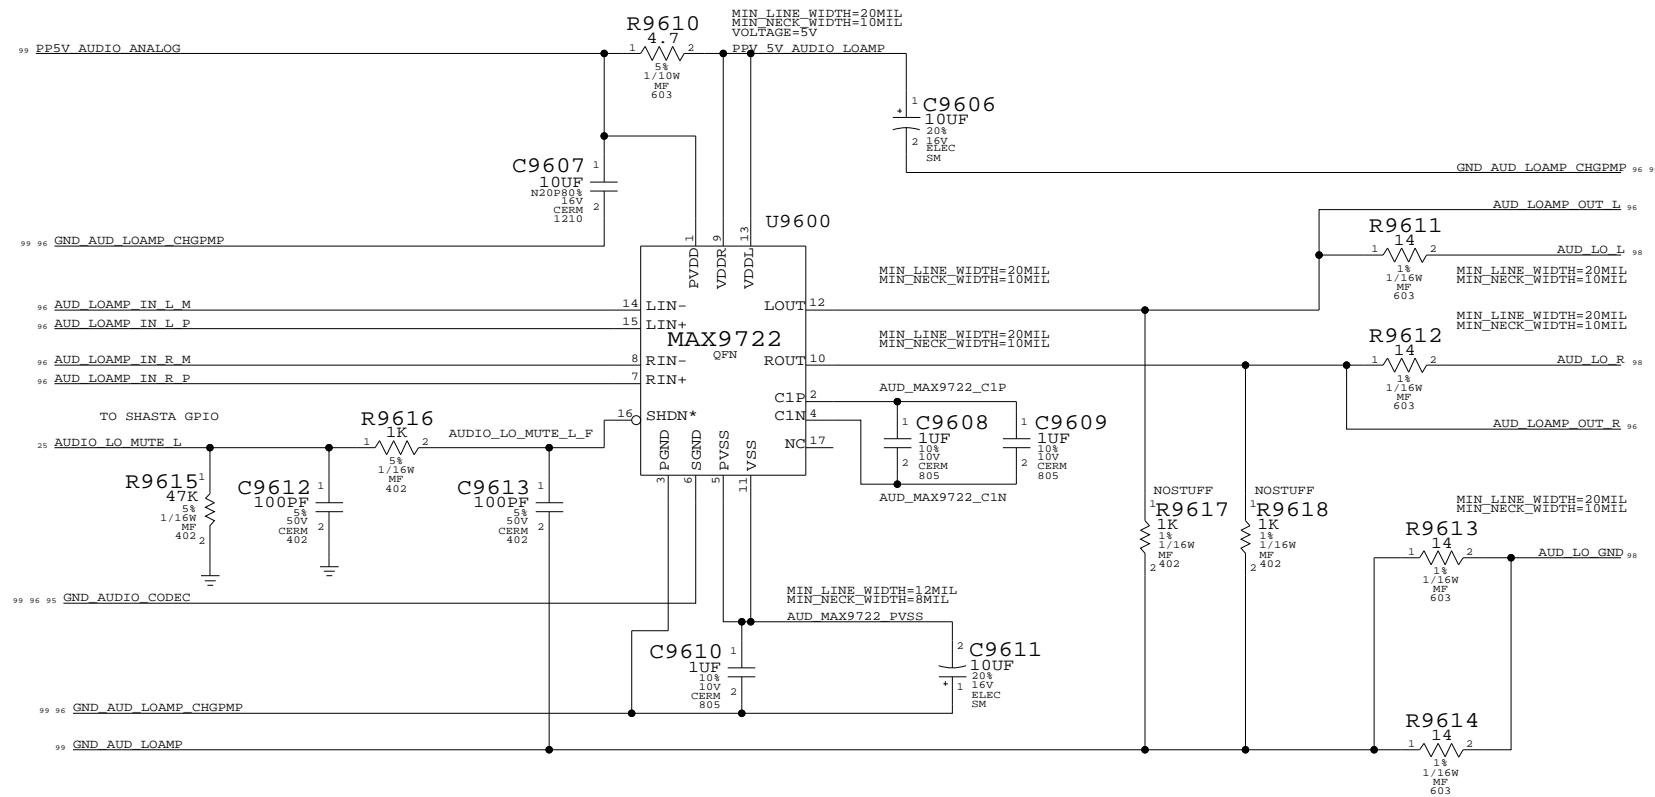 R9610
4.7
1 2
5%
1/10W
MF
603
99 PP5V_AUDIO_ANALOG
MIN_LINE_WIDTH=20MIL
MIN_NECK_WIDTH=10MIL
VOLTAGE=5V
PPV_5V_AUDIO_LOAMP
1
+
C9606
10UF
20%
16V
ELEC
SM
2
GND_AUD_LOAMP_CHGPMP 96 9
C9607 1
10UF
N20P80%
16V
CERM
1210
2
99 96 GND_AUD_LOAMP_CHGPMP
U9600
1 9 13
PVDD VDDR VDDL
96 AUD_LOAMP_IN_L_M
14 LIN-
96 AUD_LOAMP_IN_L_P
15 LIN+
96 AUD_LOAMP_IN_R_M
8 RIN-
96 AUD_LOAMP_IN_R_P
7 RIN+
MAX9722
QFN
LOUT 12
ROUT 10
C1P 2
C1N 4
NC 17
16 SHDN*
PGND SGND PVSS VSS
3 6 5 11
MIN_LINE_WIDTH=20MIL
MIN_NECK_WIDTH=10MIL
MIN_LINE_WIDTH=20MIL
MIN_NECK_WIDTH=10MIL
AUD_LOAMP_OUT_L 96
R9611
14
1 2
1%
1/16W
MF
603
AUD_LO_L 98
MIN_LINE_WIDTH=20MIL
MIN_NECK_WIDTH=10MIL
MIN_LINE_WIDTH=20MIL
MIN_NECK_WIDTH=10MIL
R9612
14
1 2
1%
1/16W
MF
603
AUD_LO_R 98
AUD_LOAMP_OUT_R 96
AUD_MAX9722_C1P
1
C9608
1UF
10%
10V
CERM
805
2
1
C9609
1UF
10%
10V
CERM
805
2
AUD_MAX9722_C1N
TO SHASTA GPIO
25 AUDIO_LO_MUTE_L
R9616
1K
1 2
5%
1/16W
MF
402
AUDIO_LO_MUTE_L_F
R9615 1
47K
5%
1/16W
MF
402 2
C9612 1
100PF
5%
50V
CERM
402
2
C9613 1
100PF
5%
50V
CERM
402
2
NOSTUFF
1
R9617
1K
1%
1/16W
MF
402
2
NOSTUFF
1
R9618
1K
1%
1/16W
MF
402
2
MIN_LINE_WIDTH=20MIL
MIN_NECK_WIDTH=10MIL
R9613
14
1 2
1%
1/16W
MF
603
AUD_LO_GND 98
99 96 95 GND_AUDIO_CODEC
MIN_LINE_WIDTH=12MIL
MIN_NECK_WIDTH=8MIL
AUD_MAX9722_PVSS
C9610 1
1UF
10%
10V
CERM
805
2
2
C9611
10UF
20%
16V
ELEC
SM
+ 1
99 96 GND_AUD_LOAMP_CHGPMP
99 GND_AUD_LOAMP
R9614
14
1 2
1%
1/16W
MF
603